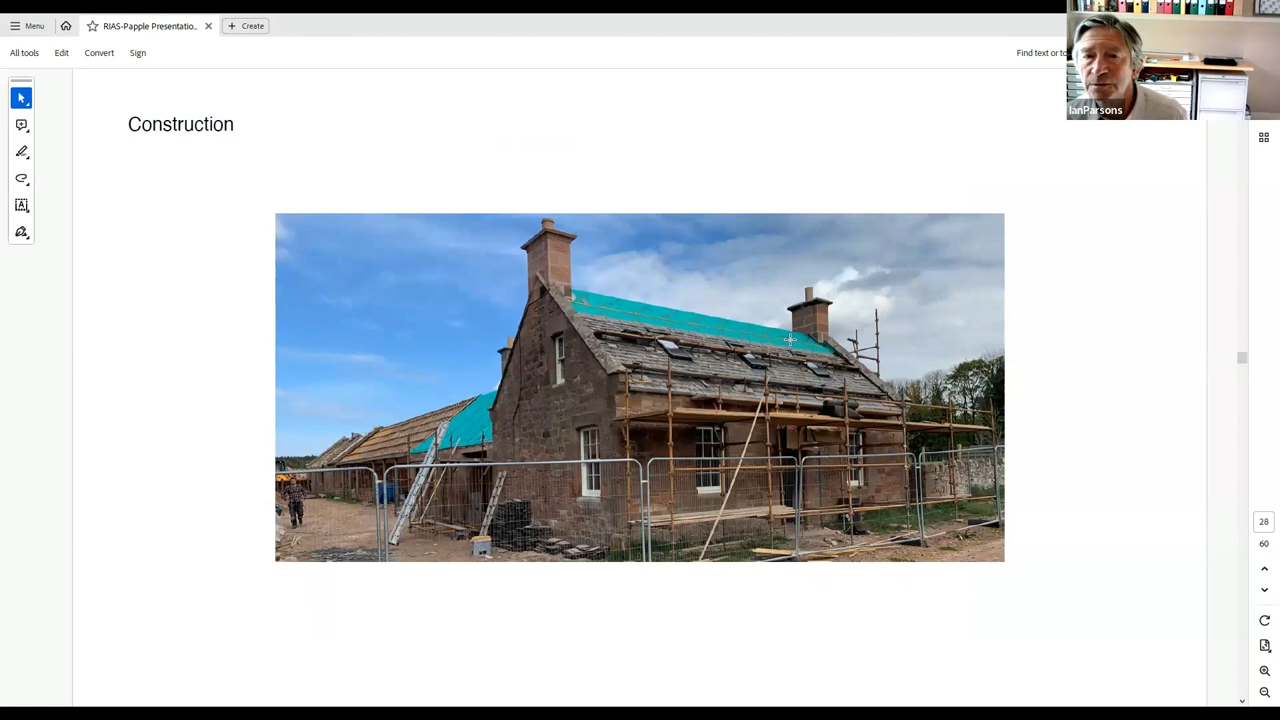 Menu
RIAS-Papple Presentatio...
Create
All tools
Edit
Convert
Sign
Find text or to
IanParsons
Construction
28
60